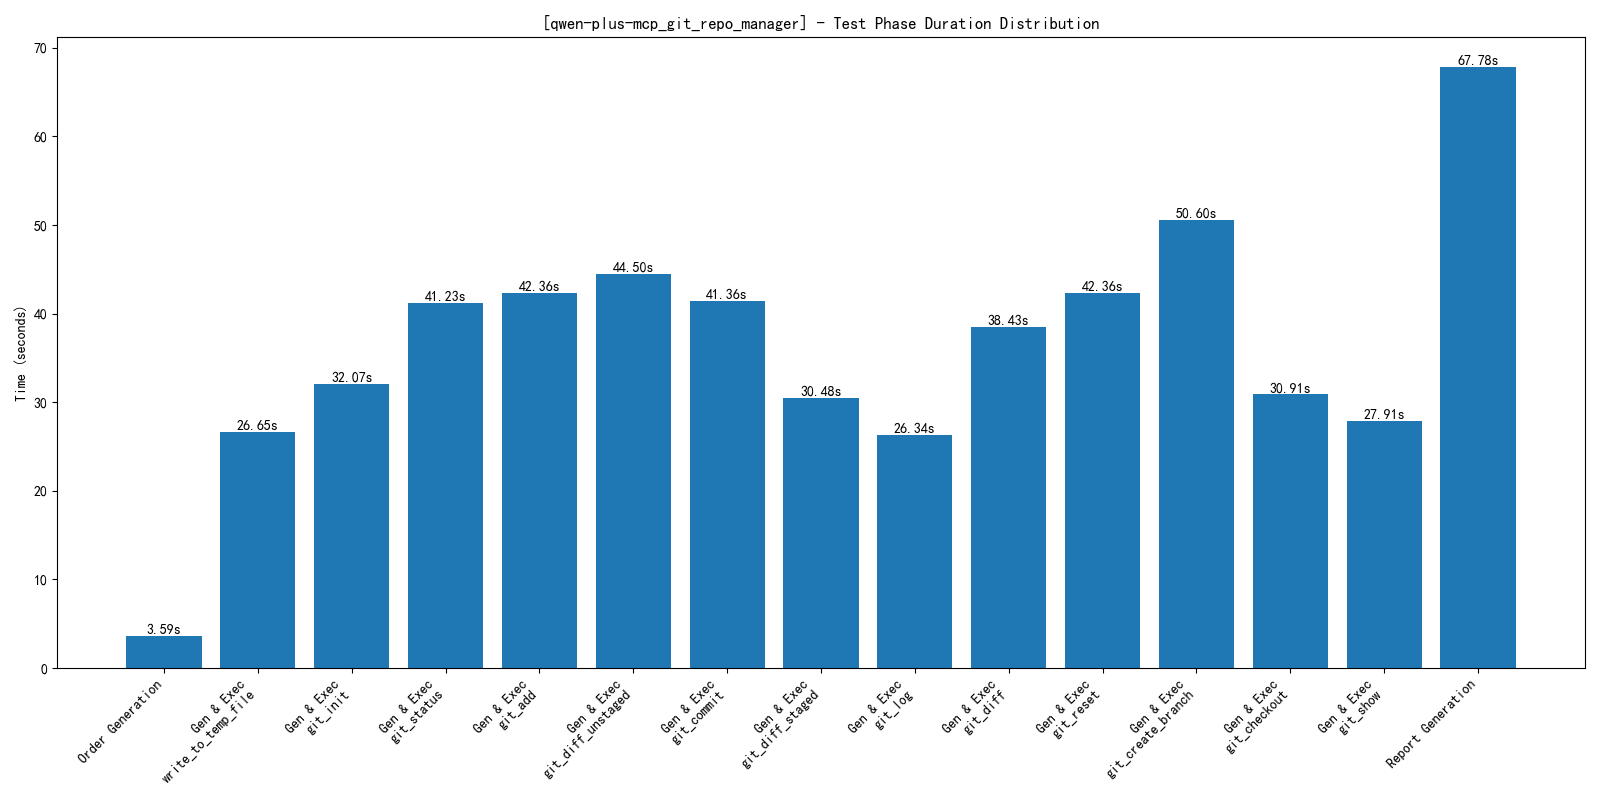 [qwen-plus-mcp_git_repo_manager] - Test Phase Duration Distribution
Time (seconds)
70
60
50
40
30
20
10
0
3.59s
26.65s
32.07s
41.23s
42.36s
44.50s
41.36s
30.48s
26.34s
38.43s
42.36s
50.60s
30.91s
27.91s
67.78s
Order Generation
Gen & Exec
write_to_temp_file
Gen & Exec
git_init
Gen & Exec
git_status
Gen & Exec
git_add
Gen & Exec
git_diff_unstaged
Gen & Exec
git_commit
Gen & Exec
git_diff_staged
Gen & Exec
git_log
Gen & Exec
git_diff
Gen & Exec
git_reset
Gen & Exec
git_create_branch
Gen & Exec
git_checkout
Gen & Exec
git_show
Report Generation